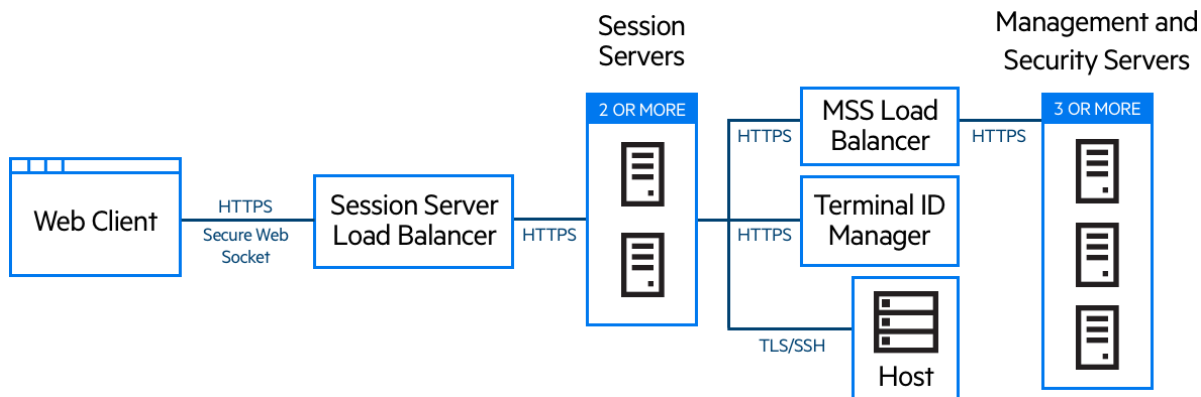 Session
Servers
Management and
Security Servers
2 OR MORE
MSS Load
Balancer
3 OR MORE
HTTPS
HTTPS
Web Client
HTTPS
Secure Web
Socket
Session Server
Load Balancer
HTTPS
HTTPS
Terminal ID
Manager
TLS/SSH
Host